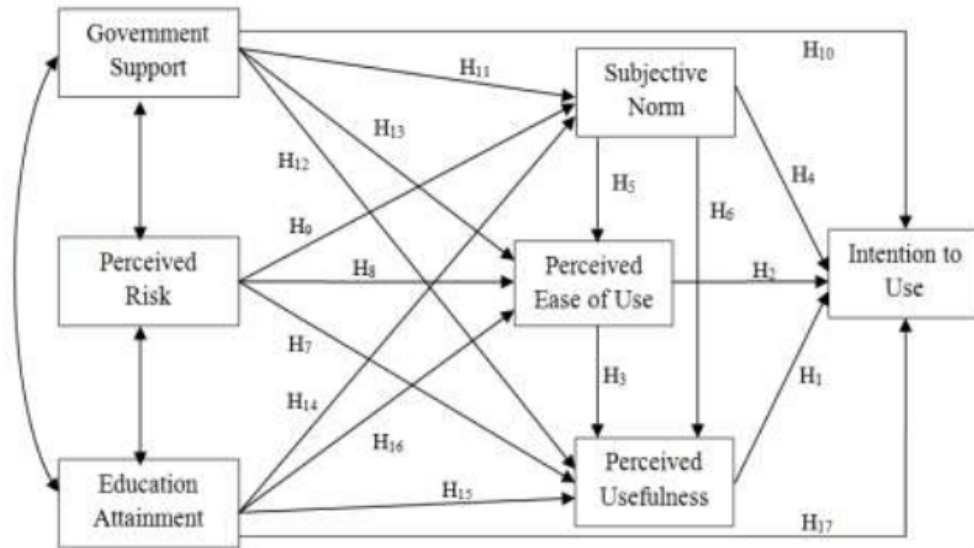 Government
Support
H10
H11
Subjective
Norm
H13
H12
H5
H4
H6
H9
Perceived
Risk
H8
Perceived
Ease of Use
H2
Intention to
Use
H7
H3
H1
H14
H16
Education
Attainment
H15
Perceived
Usefulness
H17